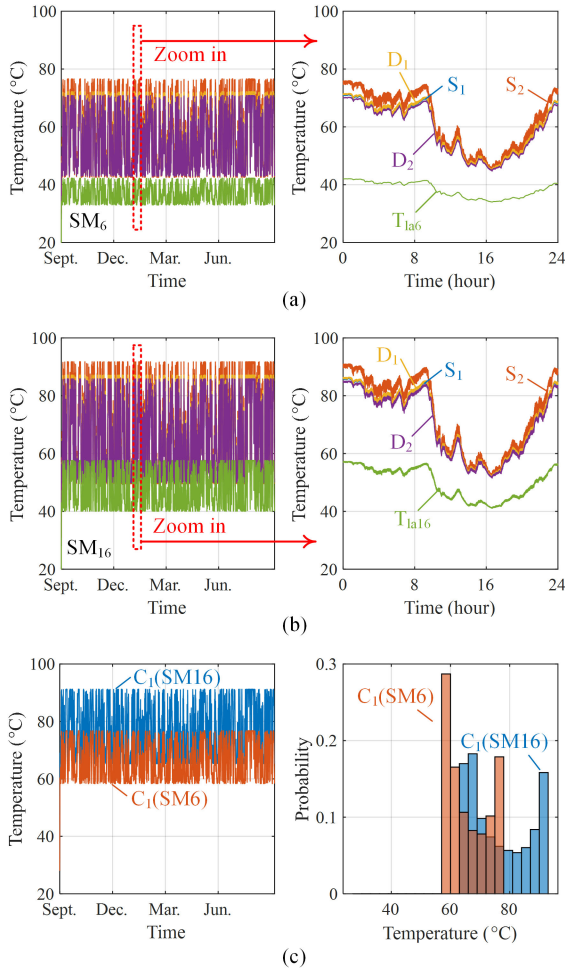 100
80
60
40
20
Temperature (°C)
Zoom in
SM6
Sept. Dec. Mar. Jun.
Time
100
80
60
40
20
Temperature (°C)
D1
S1
S2
D2
Tla6
0 8 16 24
Time (hour)
(a)
100
80
60
40
20
Temperature (°C)
Zoom in
SM16
Sept. Dec. Mar. Jun.
Time
100
80
60
40
20
Temperature (°C)
D1
S1
S2
D2
Tla16
0 8 16 24
Time (hour)
(b)
100
80
60
40
20
Temperature (°C)
C1(SM16)
C1(SM6)
Sept. Dec. Mar. Jun.
Time
0.3
0.2
0.1
0
Probability
C1(SM6)
C1(SM16)
40 60 80
Temperature (°C)
(c)